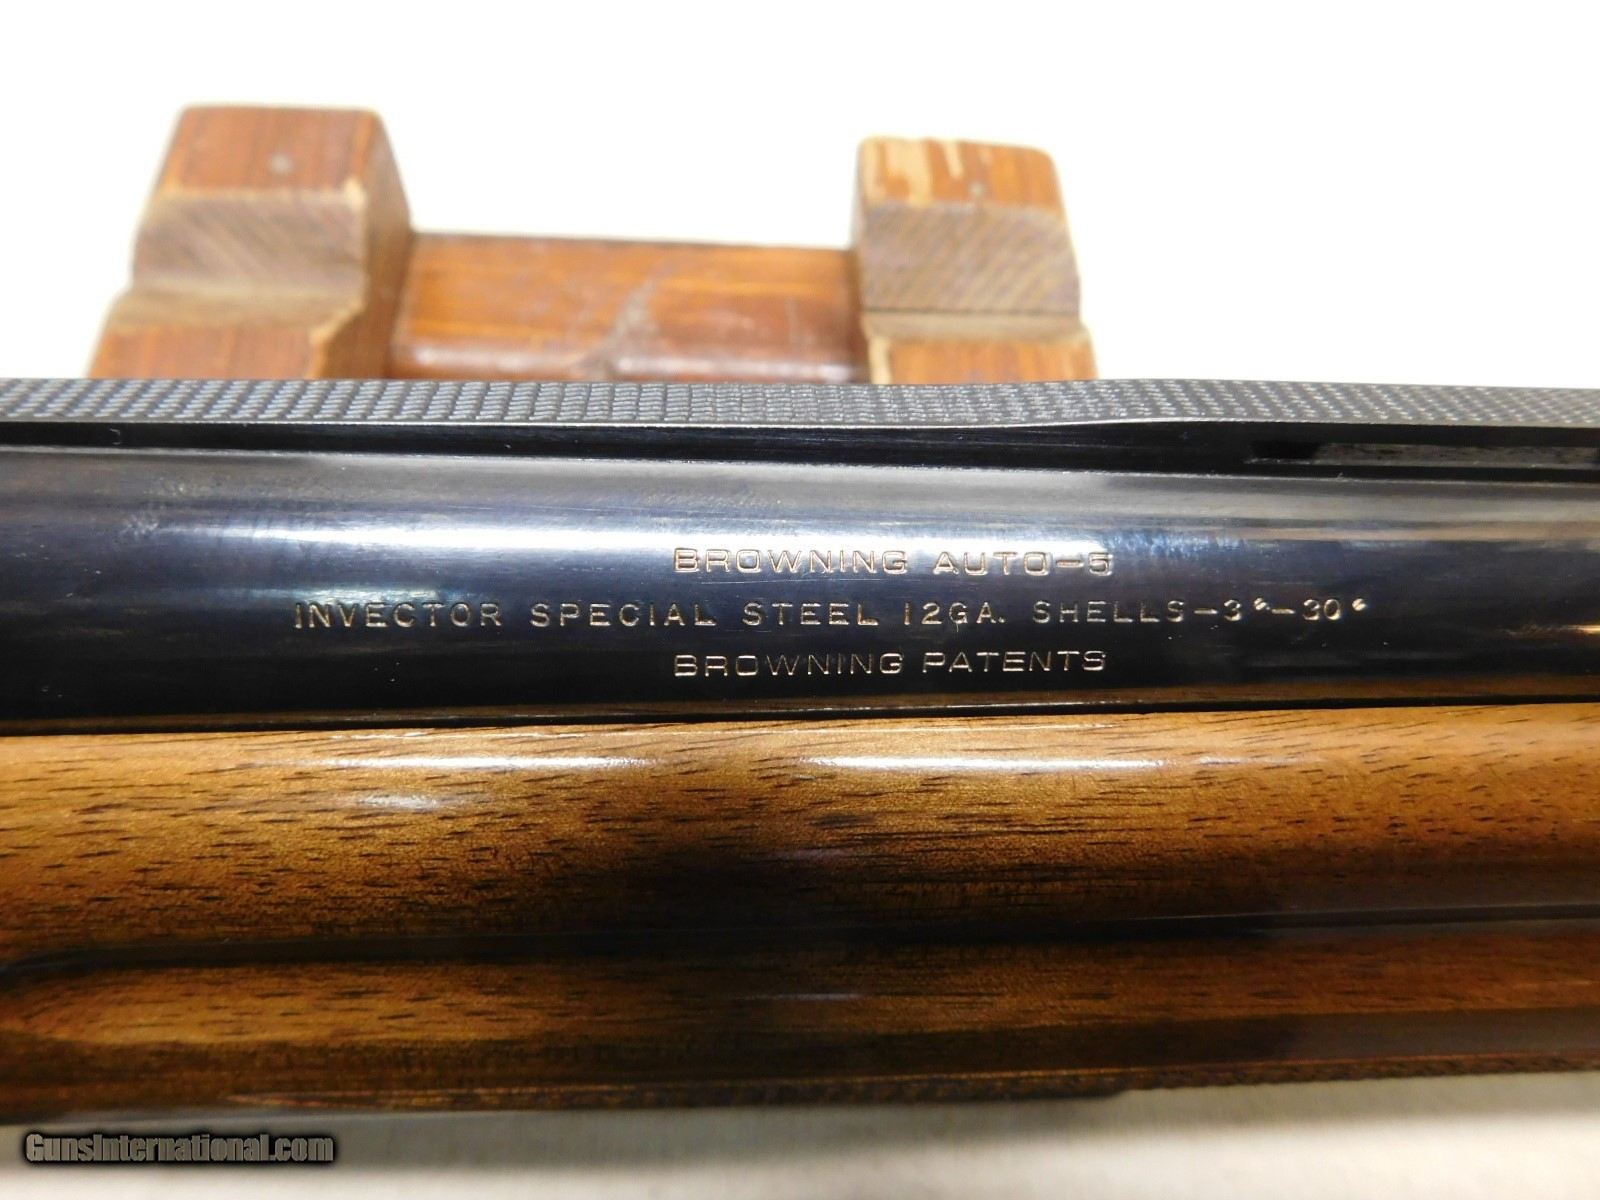 BROWNING AUTO-5
INVECTOR SPECIAL STEEL 12GA. SHELLS-3"-30"
BROWNING PATENTS
GunsInternational.com